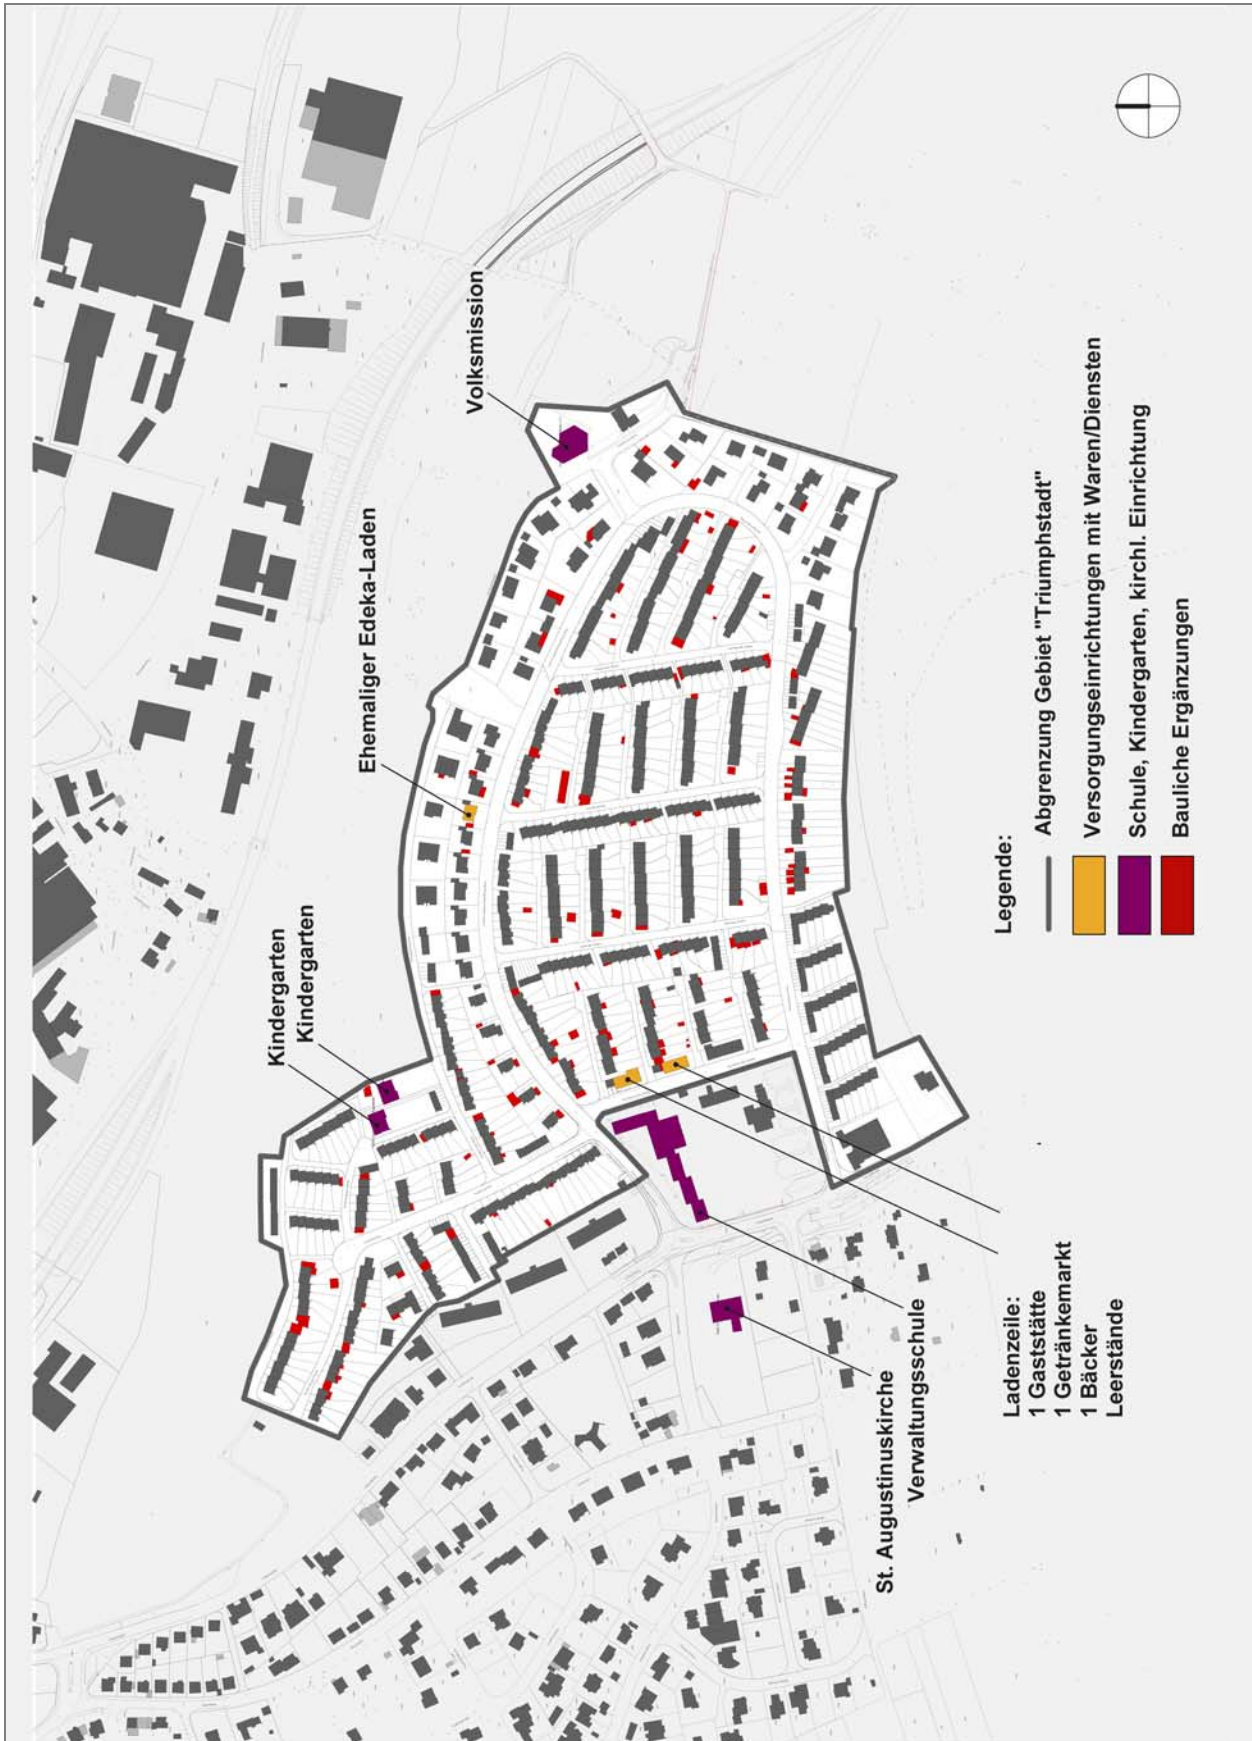 Kindergarten
Kindergarten
Ehemaliger Edeka-Laden
Volksmission
St. Augustinuskirche
Verwaltungsschule
Ladenzeile:
1 Gaststätte
1 Getränkemarkt
1 Bäcker
Leerstände
Legende:
Abgrenzung Gebiet "Triumphstadt"
Versorgungseinrichtungen mit Waren/Diensten
Schule, Kindergarten, kirchl. Einrichtung
Bauliche Ergänzungen